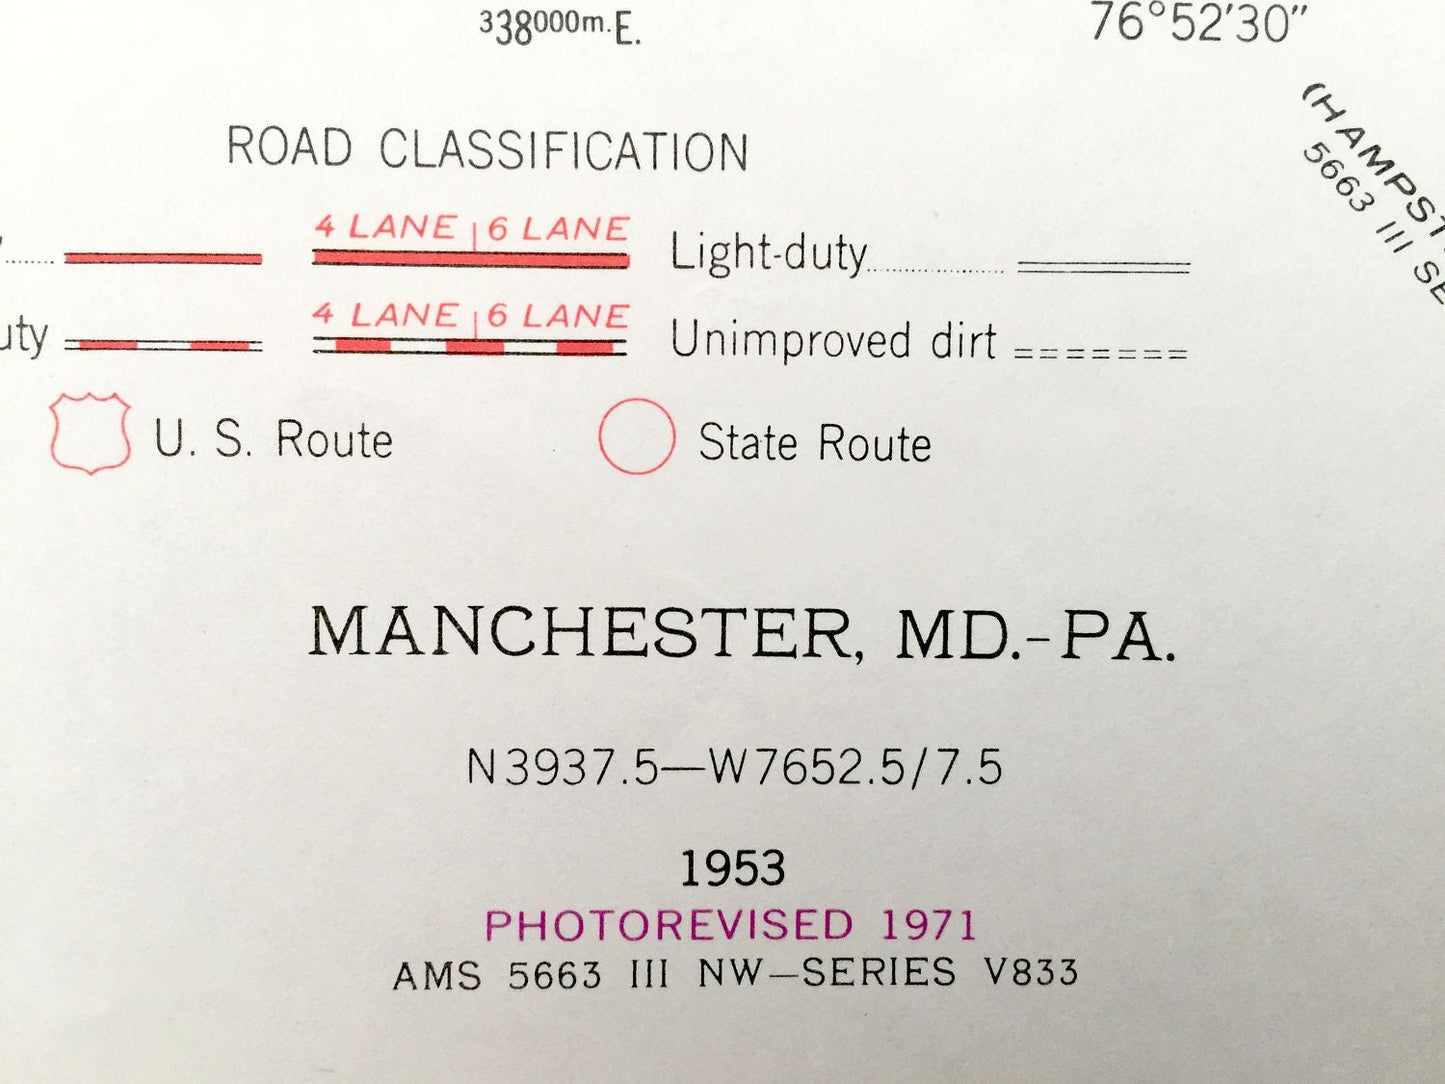 338000m.E.
76°52'30"
ROAD CLASSIFICATION
4 LANE 6 LANE
Light-duty
4 LANE 6 LANE
uty
Unimproved dirt
U. S. Route
State Route
(HAMPST
5663 III SE
MANCHESTER, MD.-PA.
N3937.5—W7652.5/7.5
1953
PHOTOREVISED 1971
AMS 5663 III NW—SERIES V833